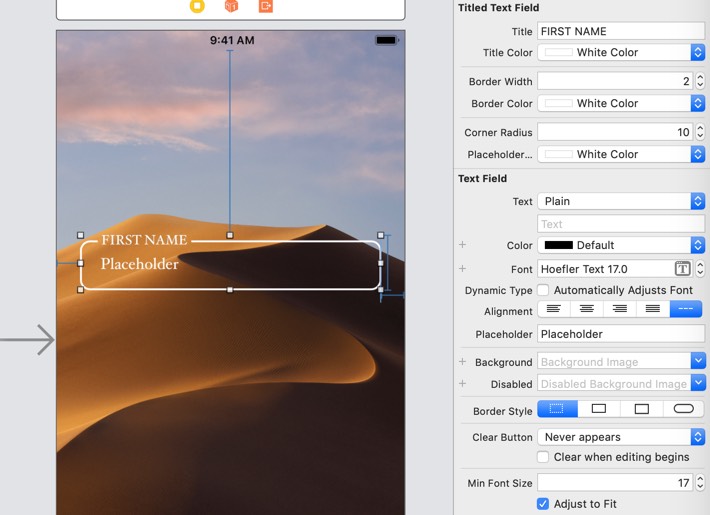 9:41 AM
FIRST NAME
Placeholder
Titled Text Field
Title FIRST NAME
Title Color White Color
Border Width 2
Border Color White Color
Corner Radius 10
Placeholder... White Color
Text Field
Text Plain
Text
+ Color Default
+ Font Hoefler Text 17.0 T
Dynamic Type Automatically Adjusts Font
Alignment ---
Placeholder Placeholder
+ Background Background Image
+ Disabled Disabled Background Image
Border Style
Clear Button Never appears
Clear when editing begins
Min Font Size 17
Adjust to Fit